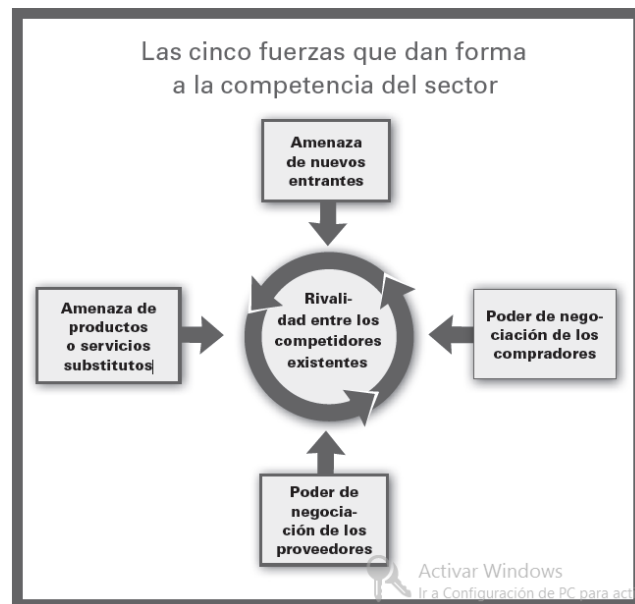 Las cinco fuerzas que dan forma
a la competencia del sector
Amenaza
de nuevos
entrantes
Amenaza de
productos
o servicios
substitutos
Rivali-
dad entre los
competidores
existentes
Poder de nego-
ciación de los
compradores
Poder de
negocia-
ción de los
proveedores
Activar Windows
Ir a Configuración de PC para act